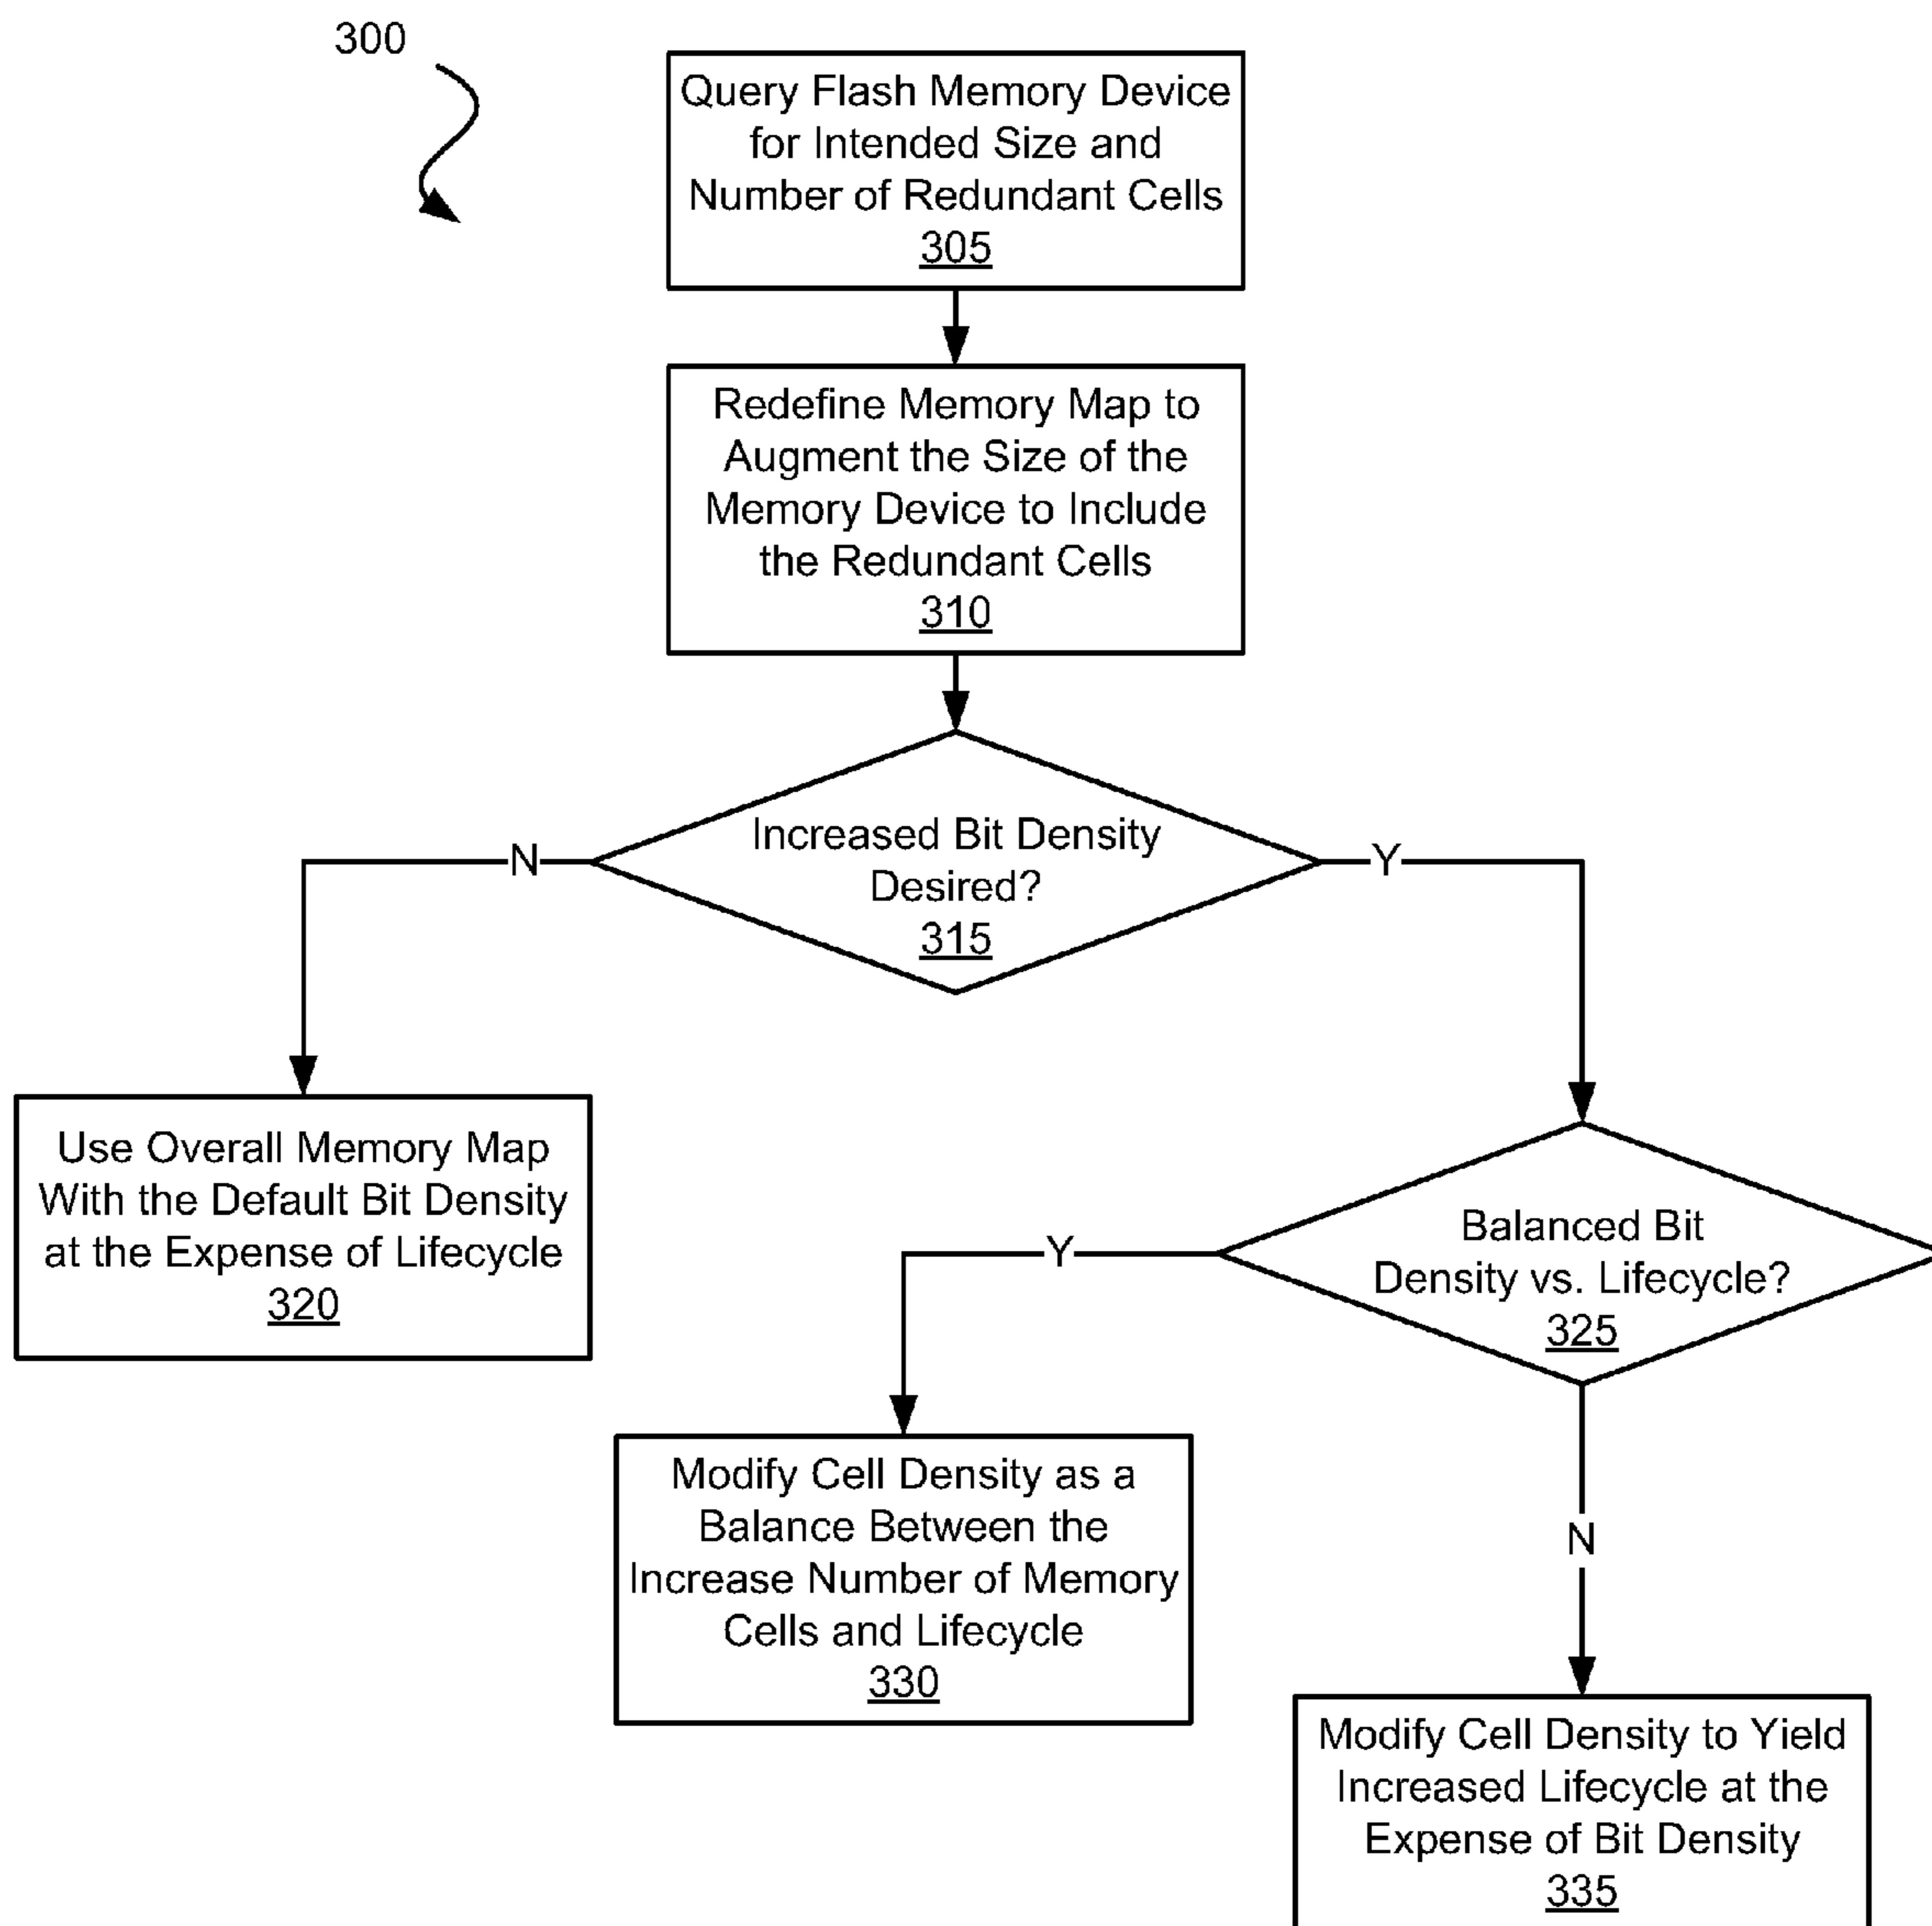 300
Query Flash Memory Device
for Intended Size and
Number of Redundant Cells
305
Redefine Memory Map to
Augment the Size of the
Memory Device to Include
the Redundant Cells
310
Increased Bit Density
Desired?
315
N
Y
Use Overall Memory Map
With the Default Bit Density
at the Expense of Lifecycle
320
Balanced Bit
Density vs. Lifecycle?
325
Y
N
Modify Cell Density as a
Balance Between the
Increase Number of Memory
Cells and Lifecycle
330
Modify Cell Density to Yield
Increased Lifecycle at the
Expense of Bit Density
335